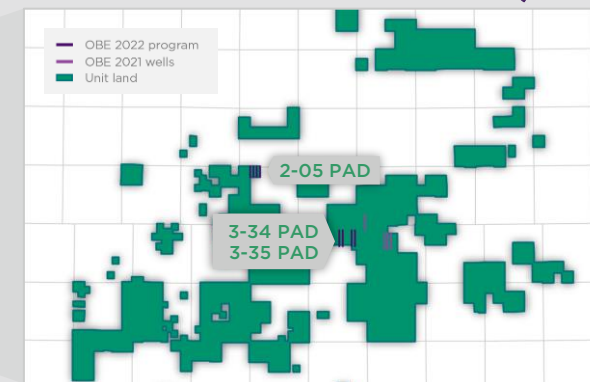 OBE 2022 program
OBE 2021 wells
Unit land
2-05 PAD
3-34 PAD
3-35 PAD